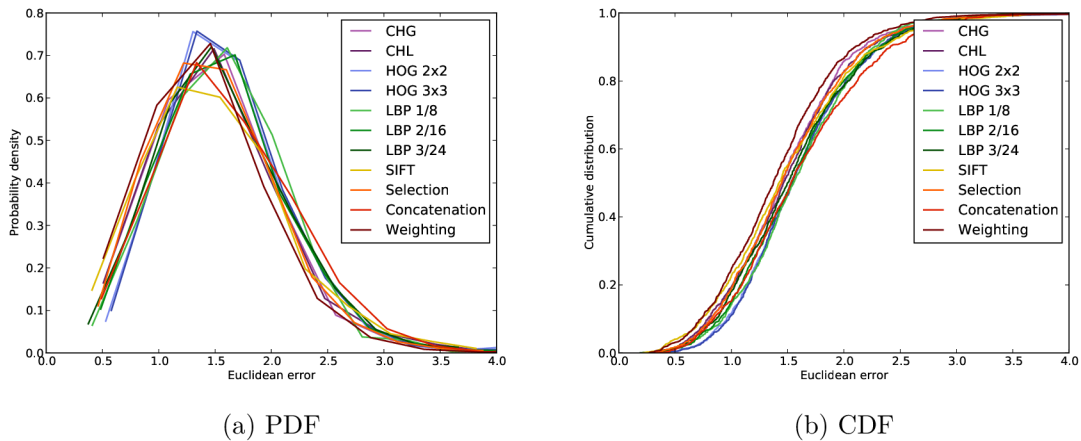 0.8
0.7
0.6
0.5
0.4
0.3
0.2
0.1
0.0
Probability density
0.0 0.5 1.0 1.5 2.0 2.5 3.0 3.5 4.0
Euclidean error
CHG
CHL
HOG 2x2
HOG 3x3
LBP 1/8
LBP 2/16
LBP 3/24
SIFT
Selection
Concatenation
Weighting
(a) PDF
1.0
0.8
0.6
0.4
0.2
0.0
Cumulative distribution
0.0 0.5 1.0 1.5 2.0 2.5 3.0 3.5 4.0
Euclidean error
CHG
CHL
HOG 2x2
HOG 3x3
LBP 1/8
LBP 2/16
LBP 3/24
SIFT
Selection
Concatenation
Weighting
(b) CDF